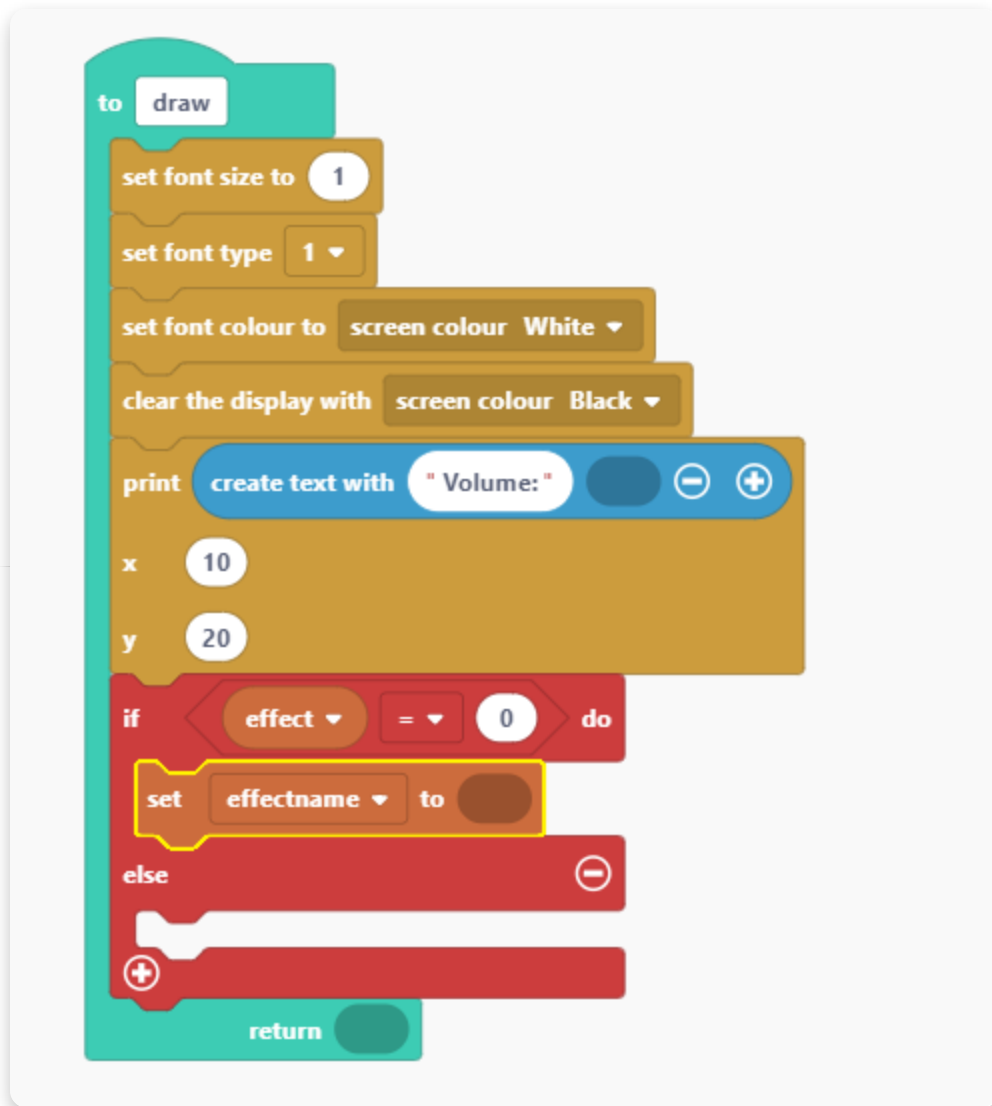 to draw
set font size to 1
set font type 1
set font colour to screen colour White
clear the display with screen colour Black
print create text with " Volume: "
x 10
y 20
if effect = 0 do
set effectname to
else
return